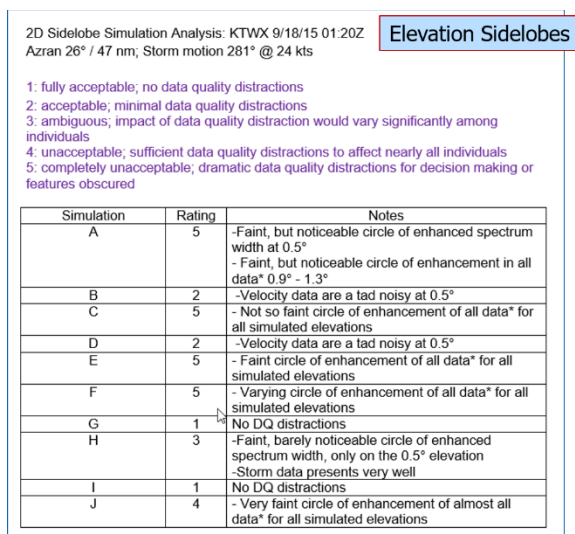 2D Sidelobe Simulation Analysis: KTWX 9/18/15 01:20Z
Azran 26° / 47 nm; Storm motion 281° @ 24 kts
Elevation Sidelobes
1: fully acceptable; no data quality distractions
2: acceptable; minimal data quality distractions
3: ambiguous; impact of data quality distraction would vary significantly among
individuals
4: unacceptable; sufficient data quality distractions to affect nearly all individuals
5: completely unacceptable; dramatic data quality distractions for decision making or
features obscured
Simulation Rating Notes
A 5 -Faint, but noticeable circle of enhanced spectrum
width at 0.5°
- Faint, but noticeable circle of enhancement in all
data* 0.9° - 1.3°
B 2 -Velocity data are a tad noisy at 0.5°
C 5 - Not so faint circle of enhancement of all data* for
all simulated elevations
D 2 -Velocity data are a tad noisy at 0.5°
E 5 - Faint circle of enhancement of all data* for all
simulated elevations
F 5 - Varying circle of enhancement of all data* for all
simulated elevations
G 1 No DQ distractions
H 3 -Faint, barely noticeable circle of enhanced
spectrum width, only on the 0.5° elevation
-Storm data presents very well
I 1 No DQ distractions
J 4 - Very faint circle of enhancement of almost all
data* for all simulated elevations